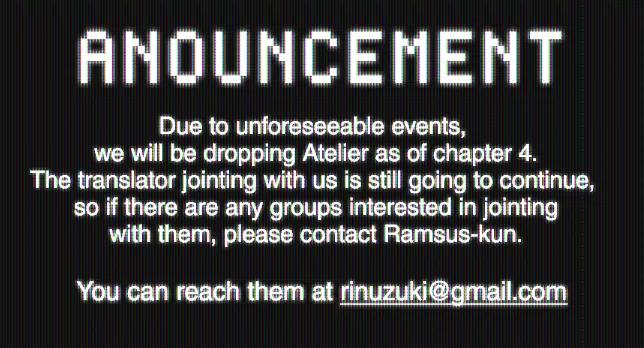 ANOUNCEMENT
Due to unforeseeable events,
we will be dropping Atelier as of chapter 4.
The translator jointing with us is still going to continue,
so if there are any groups interested in jointing
with them, please contact Ramsus-kun.
You can reach them at rinuzuki@gmail.com